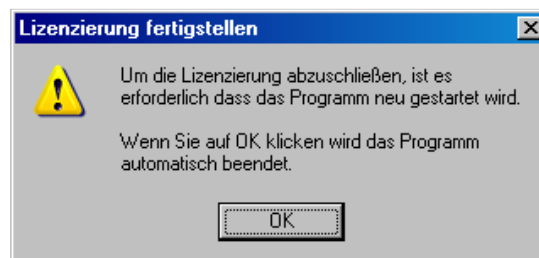 Lizenzierung fertigstellen
Um die Lizenzierung abzuschließen, ist es
erforderlich dass das Programm neu gestartet wird.
Wenn Sie auf OK klicken wird das Programm
automatisch beendet.
OK